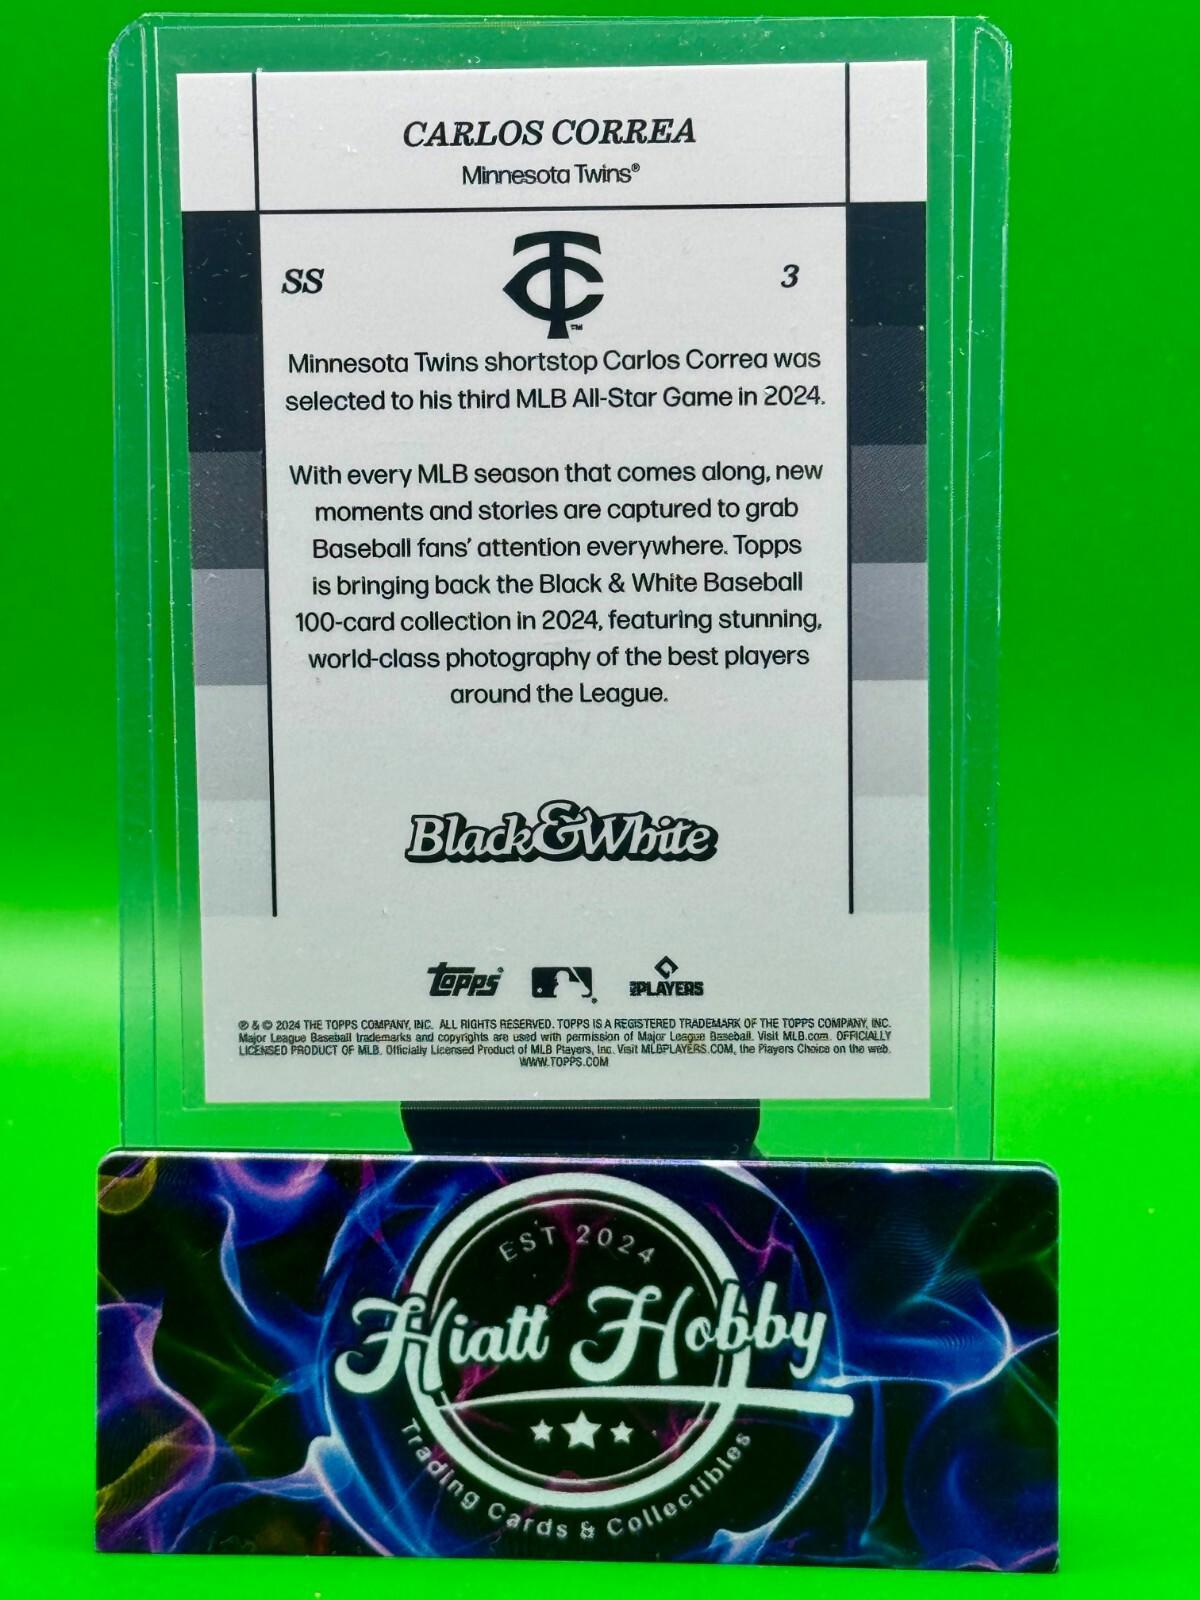 CARLOS CORREA
Minnesota Twins®
SS
TC
TM
3
Minnesota Twins shortstop Carlos Correa was
selected to his third MLB All-Star Game in 2024.
With every MLB season that comes along, new
moments and stories are captured to grab
Baseball fans' attention everywhere. Topps
is bringing back the Black & White Baseball
100-card collection in 2024, featuring stunning,
world-class photography of the best players
around the League.
Black & White
Topps®
MLB PLAYERS
® & © 2024 THE TOPPS COMPANY, INC. ALL RIGHTS RESERVED. TOPPS IS A REGISTERED TRADEMARK OF THE TOPPS COMPANY, INC.
Major League Baseball trademarks and copyrights are used with permission of Major League Baseball. Visit MLB.com. OFFICIALLY
LICENSED PRODUCT OF MLB. Officially Licensed Product of MLB Players, Inc. Visit MLBPLAYERS.COM, the Players Choice on the web.
WWW.TOPPS.COM
EST 2024
Hiatt Hobby
Trading Cards & Collectibles